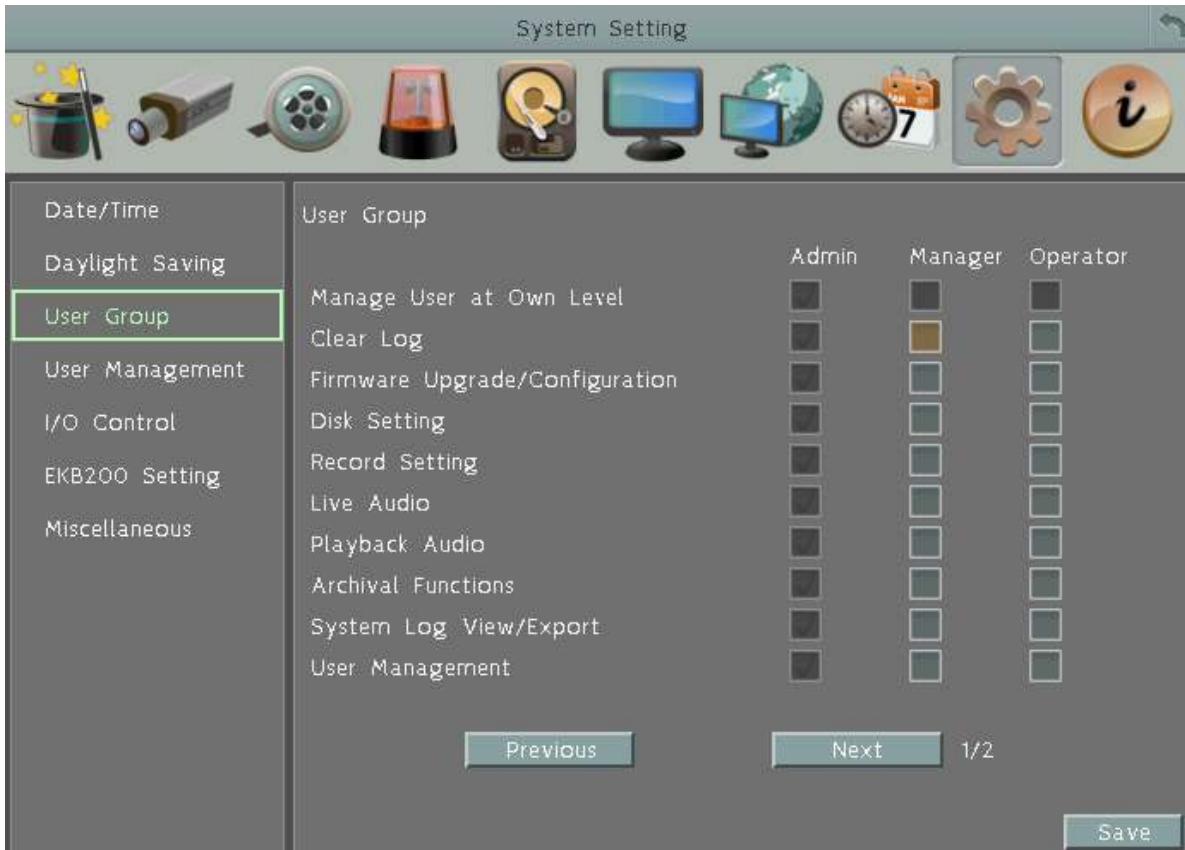 System Setting
7
i
Date/Time
Daylight Saving
User Group
User Management
I/O Control
EKB200 Setting
Miscellaneous
User Group
Admin Manager Operator
Manage User at Own Level
Clear Log
Firmware Upgrade/Configuration
Disk Setting
Record Setting
Live Audio
Playback Audio
Archival Functions
System Log View/Export
User Management
Previous Next 1/2
Save